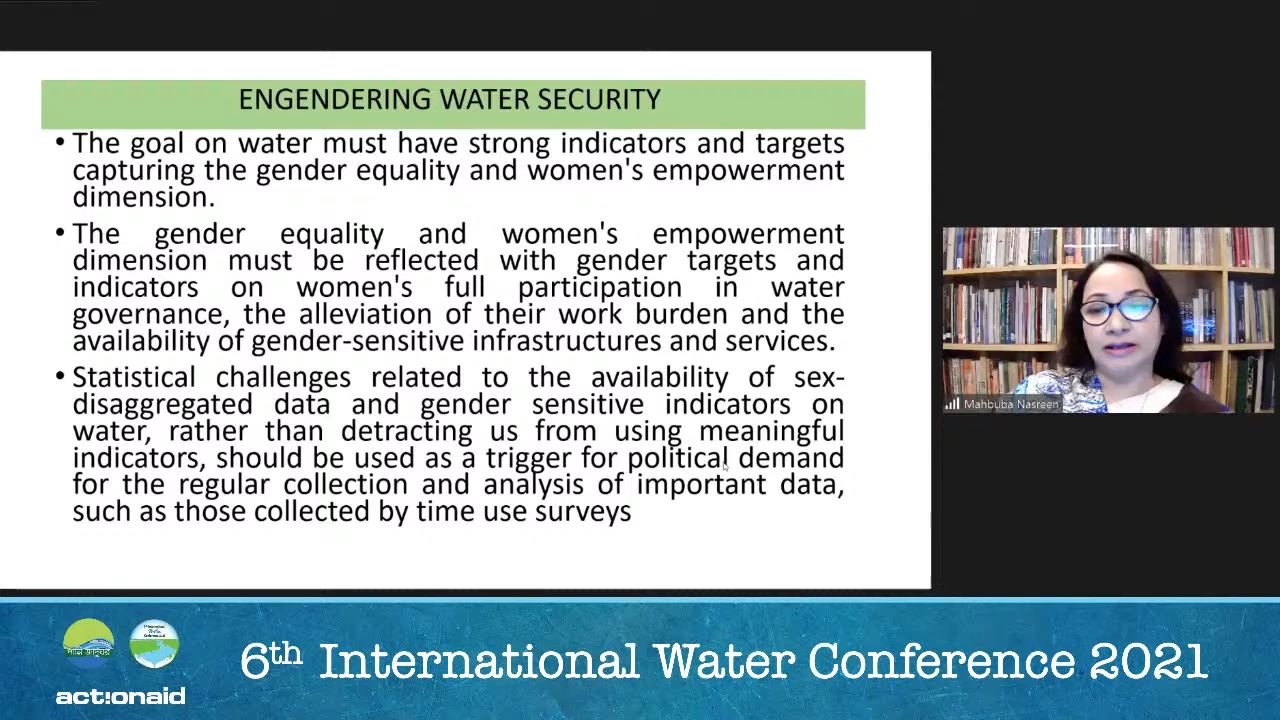 ENGENDERING WATER SECURITY
• The goal on water must have strong indicators and targets
capturing the gender equality and women's empowerment
dimension.
• The gender equality and women's empowerment
dimension must be reflected with gender targets and
indicators on women's full participation in water
governance, the alleviation of their work burden and the
availability of gender-sensitive infrastructures and services.
• Statistical challenges related to the availability of sex-
disaggregated data and gender sensitive indicators on
water, rather than detracting us from using meaningful
indicators, should be used as a trigger for political demand
for the regular collection and analysis of important data,
such as those collected by time use surveys
Mahbuba Nasreen
act:onaid
6th International Water Conference 2021